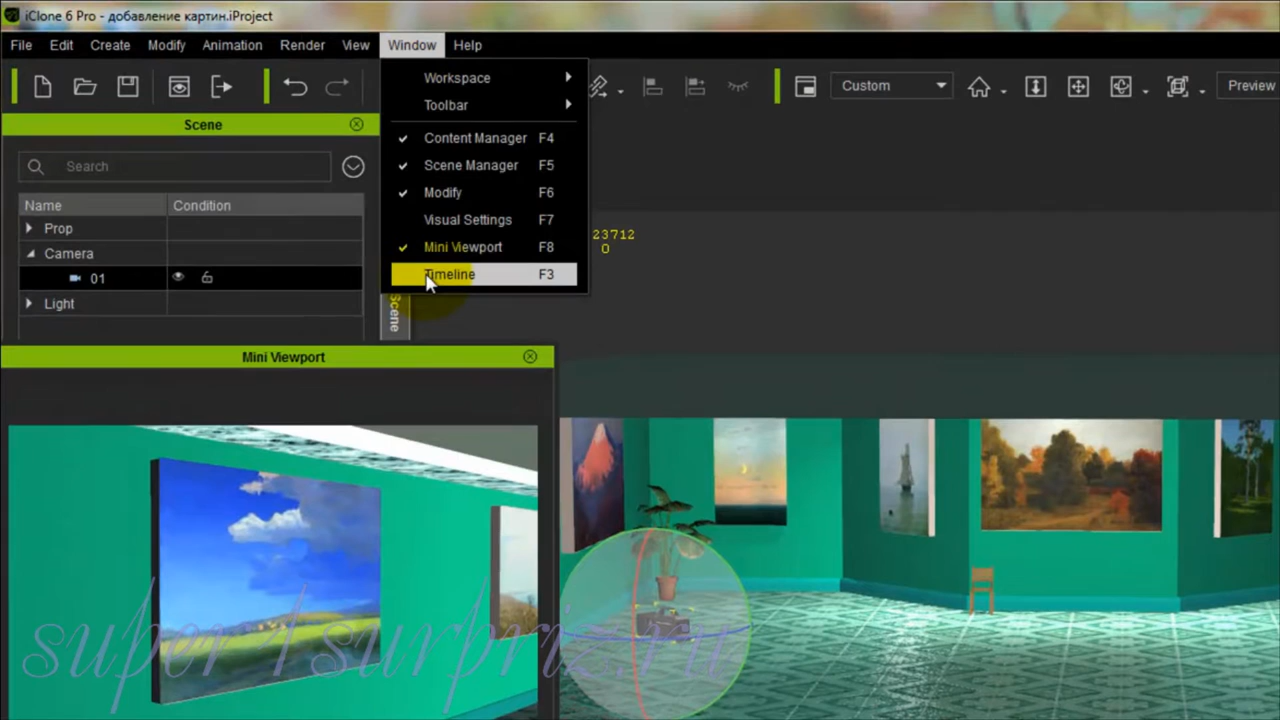 iClone 6 Pro - добавление картин.iProject
File Edit Create Modify Animation Render View Window Help
Custom
Preview
Scene
Search
Name Condition
Prop
Camera
01
Light
Workspace
Toolbar
Content Manager F4
Scene Manager F5
Modify F6
Visual Settings F7
Mini Viewport F8
Timeline F3
23712
0
Scene
Mini Viewport
super1surpriz.ru